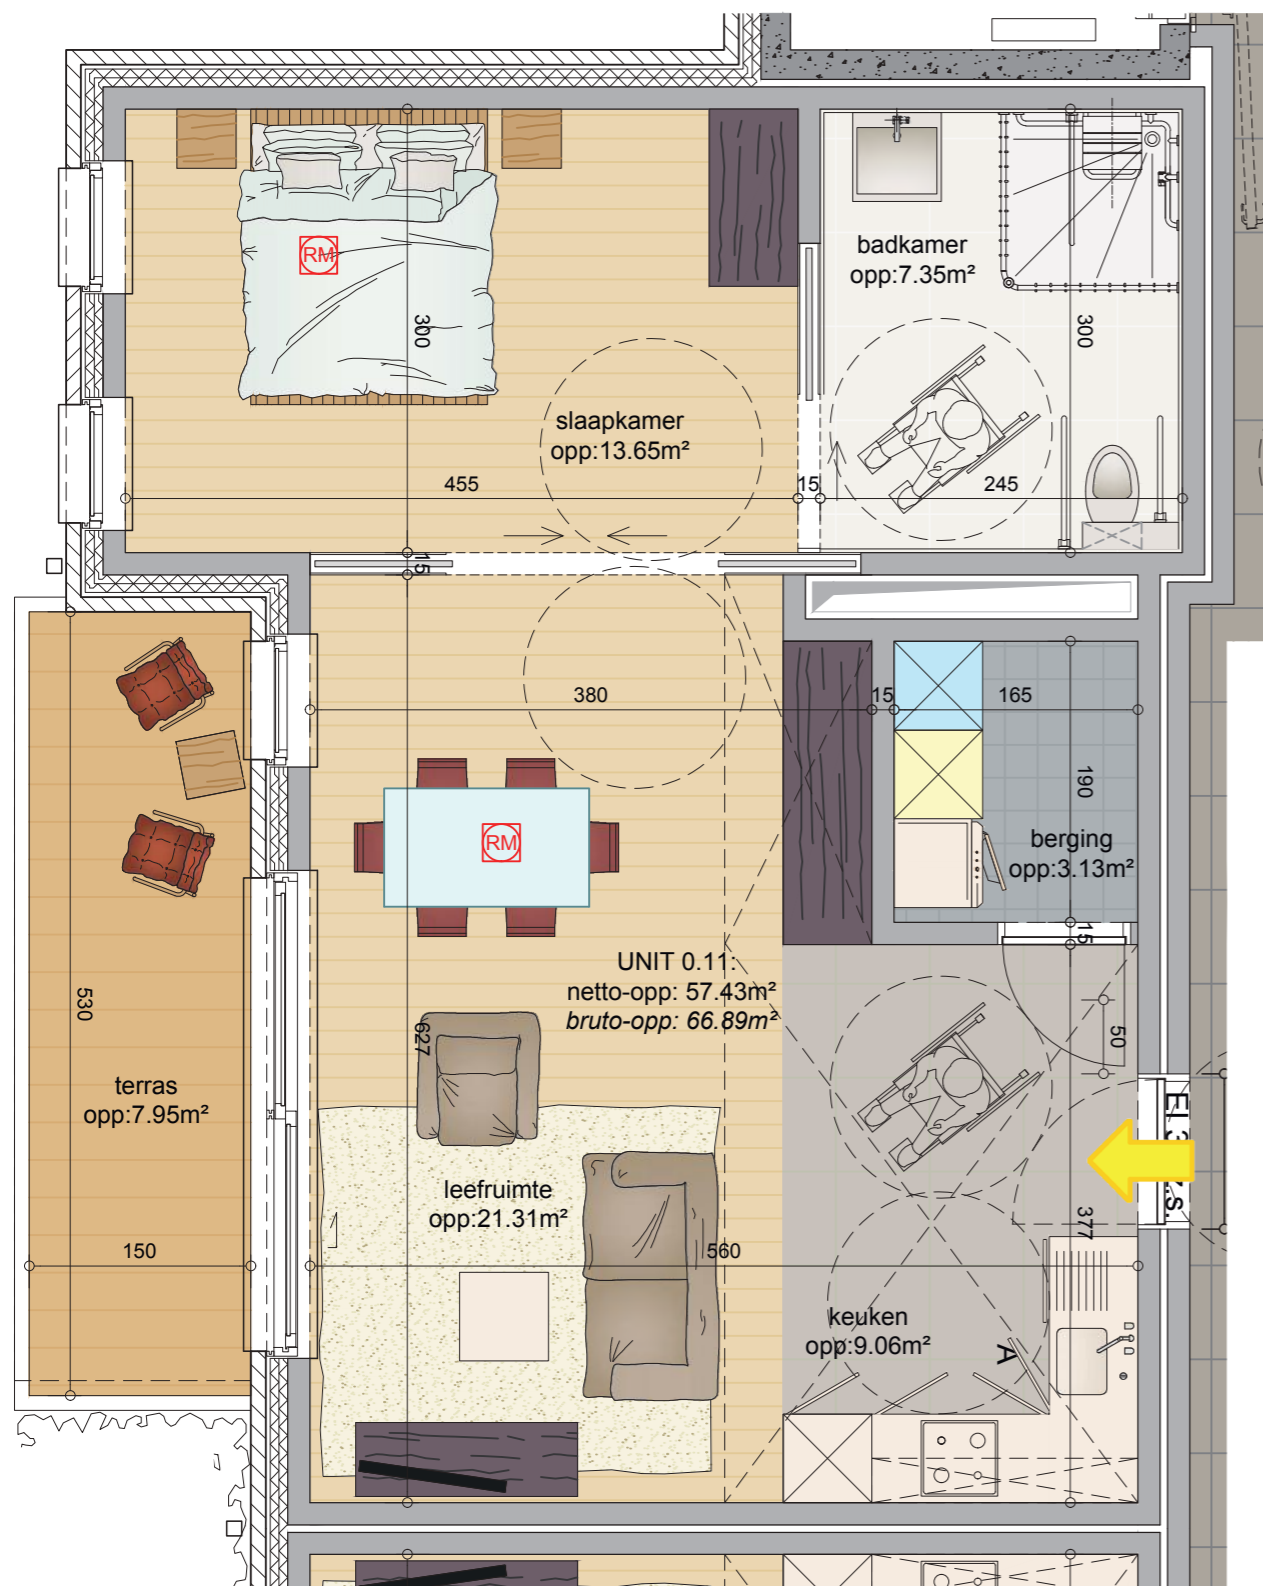 RM
badkamer
opp:7.35m²
300
300
slaapkamer
opp:13.65m²
455
15
245
15
380
15
165
190
RM
berging
opp:3.13m²
15
UNIT 0.11:
netto-opp: 57.43m²
bruto-opp: 66.89m²
530
627
50
terras
opp:7.95m²
leefruimte
opp:21.31m²
377
150
560
keuken
opp:9.06m²
A